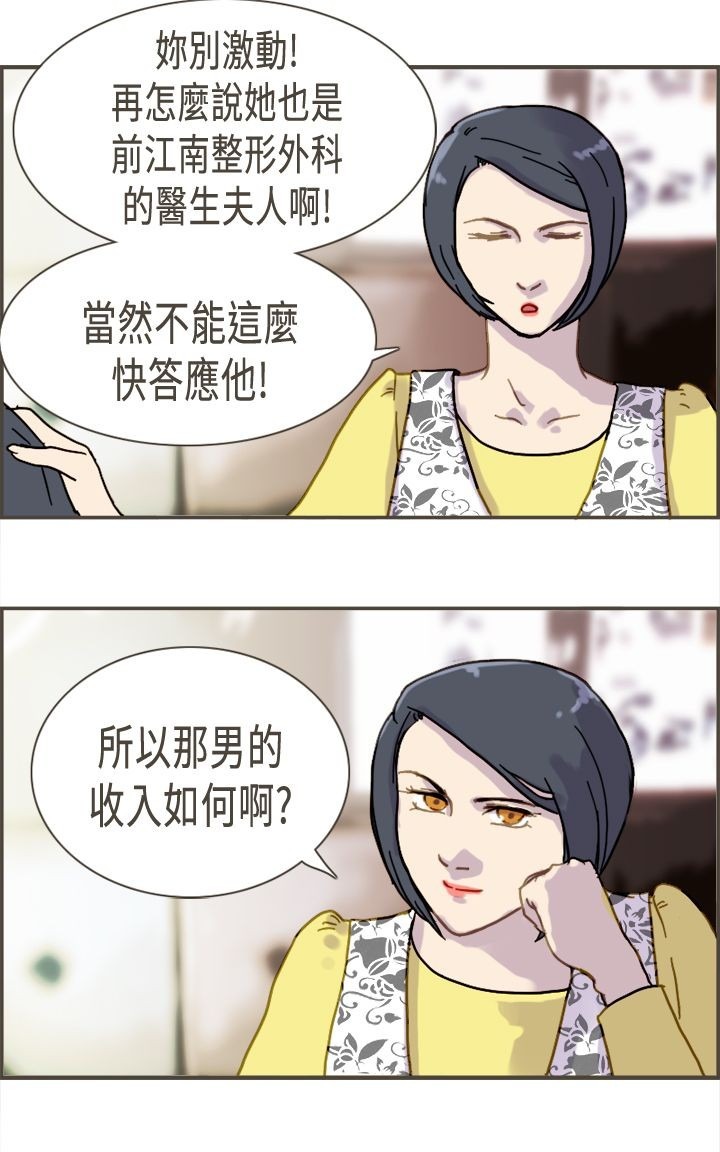 妳別激動!
再怎麼說她也是
前江南整形外科
的醫生夫人啊!
當然不能這麼
快答應他!
所以那男的
收入如何啊?